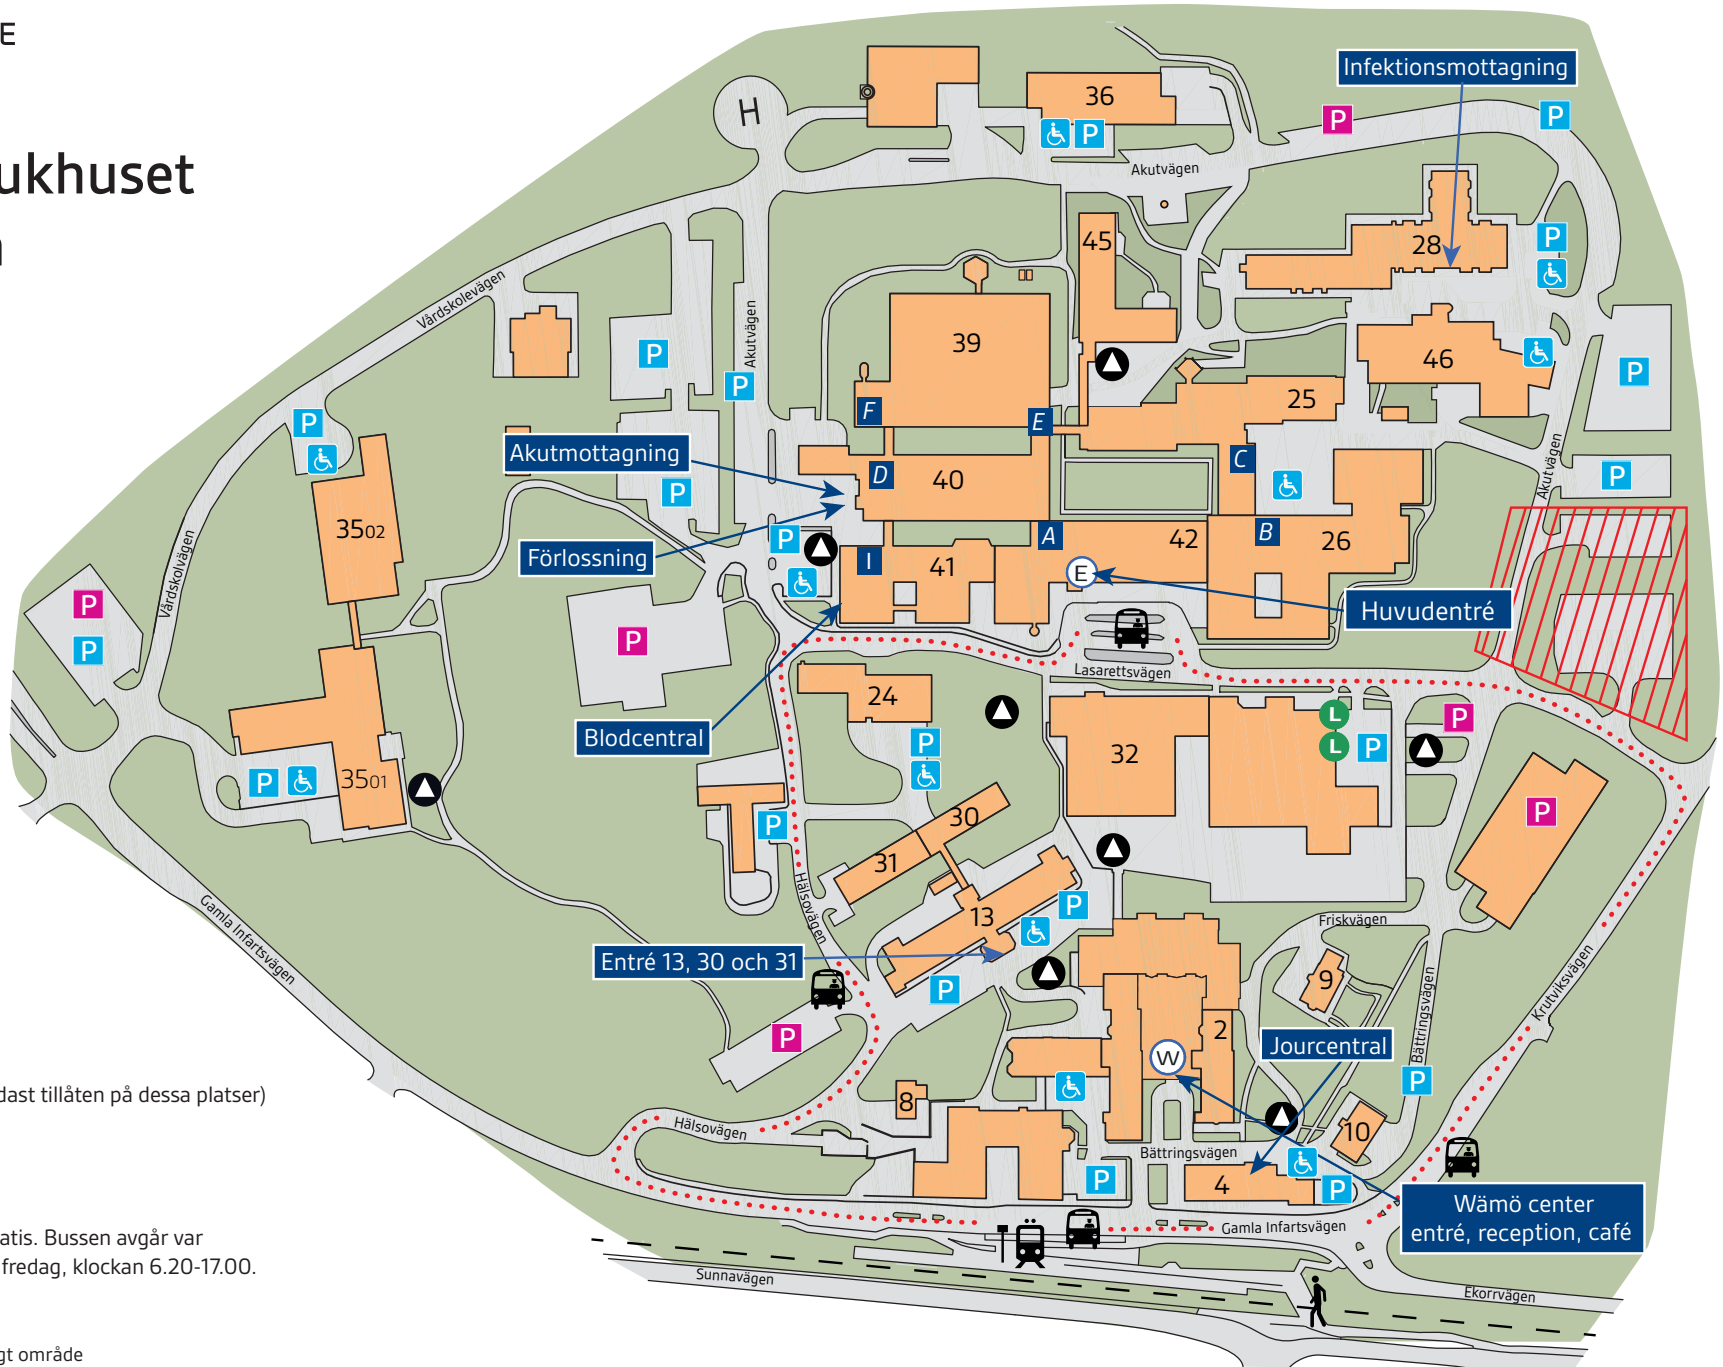 E
ukhuset
H
Infektionsmottagning
P
P
36
P
Akutvägen
45
28
P
Vårdskolevägen
Akutvägen
39
P
P
46
P
25
F
E
P
Akutmottagning
D
40
C
P
P
Akutvägen
3502
Förlossning
P
A
42
B
26
I
41
E
Huvudentré
Vårdskolvägen
P
P
P
Lasarettsvägen
24
Blodcentral
P
L
L
P
P
32
P
3501
P
P
30
31
Hälsovägen
13
P
Friskvägen
Entré 13, 30 och 31
P
9
Gamla Infartsvägen
Bättringsvägen
Krutviksvägen
P
2
W
Jourcentral
P
dast tillåten på dessa platser)
8
Hälsovägen
10
Bättringsvägen
P
4
P
Wämö center
entré, reception, café
Gamla Infartsvägen
atis. Bussen avgår var
fredag, klockan 6.20-17.00.
Sunnavägen
Ekorrvägen
gt område